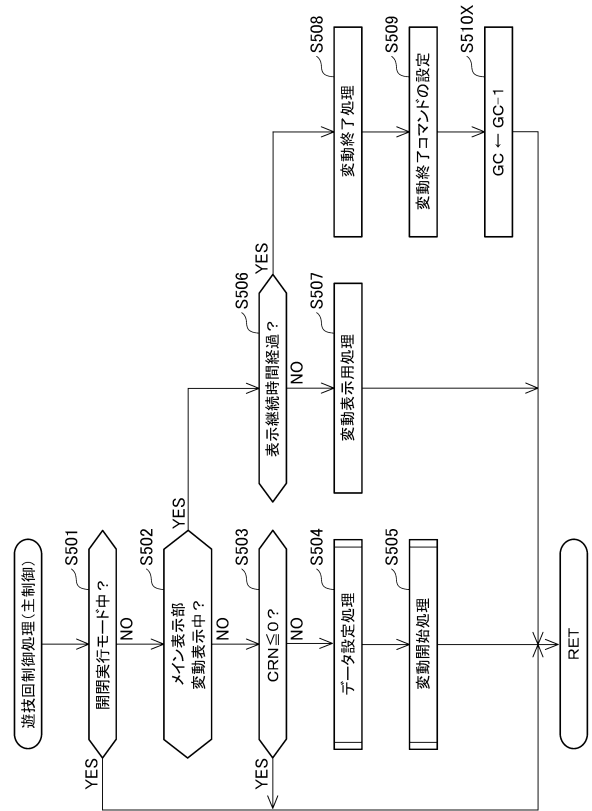 遊技回制御処理(主制御)
S501
開閉実行モード中?
YES
NO
S502
メイン表示部
変動表示中?
YES
NO
S503
CRN≦0?
YES
NO
S504
データ設定処理
S505
変動開始処理
S506
表示継続時間経過?
YES
NO
S507
変動表示用処理
S508
変動終了処理
S509
変動終了コマンドの設定
S510X
GC ← GC-1
RET